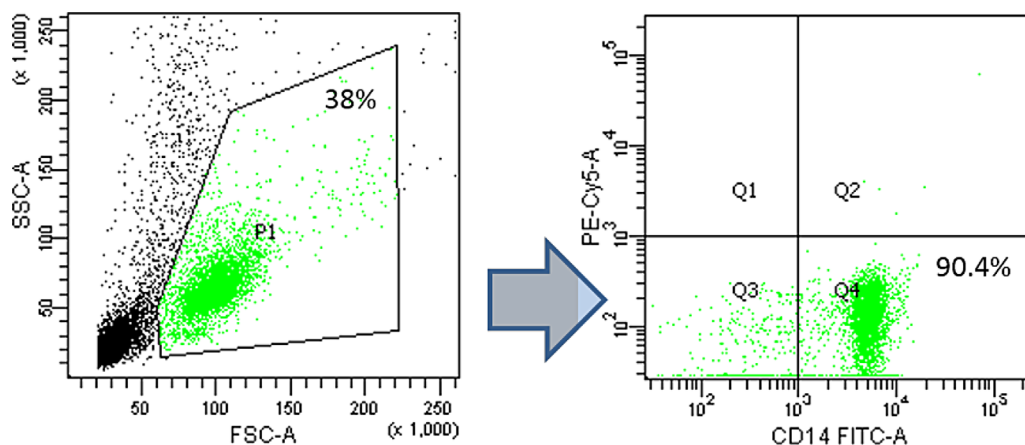 250
200
150
100
50
SSC-A
(x 1,000)
38%
P1
50 100 150 200 250
FSC-A
(x 1,000)
10^5
10^4
10^3
10^2
PE-Cy5-A
Q1 Q2
90.4%
Q3 Q4
10^2 10^3 10^4 10^5
CD14 FITC-A